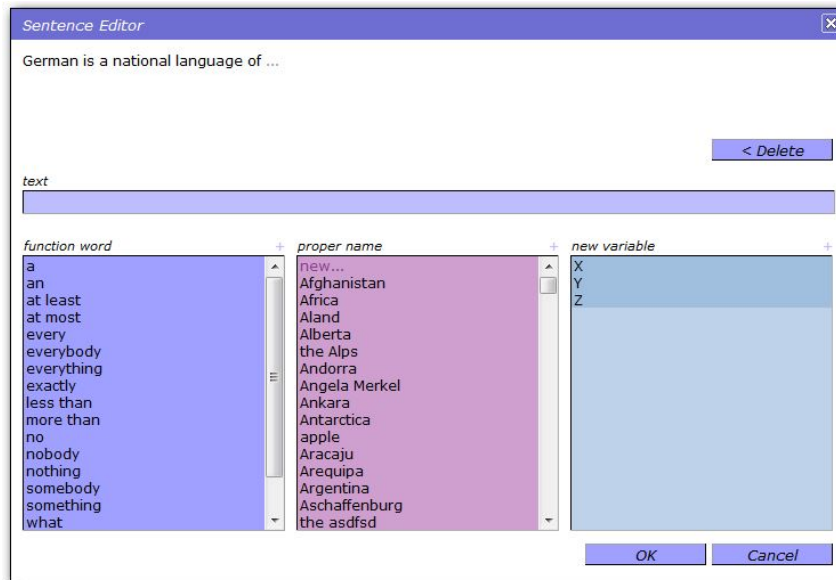 Sentence Editor
German is a national language of ...
< Delete
text
function word +
a
an
at least
at most
every
everybody
everything
exactly
less than
more than
no
nobody
nothing
somebody
something
what
proper name +
new...
Afghanistan
Africa
Aland
Alberta
the Alps
Andorra
Angela Merkel
Ankara
Antarctica
apple
Aracaju
Arequipa
Argentina
Aschaffenburg
the asdfsd
new variable +
X
Y
Z
OK
Cancel